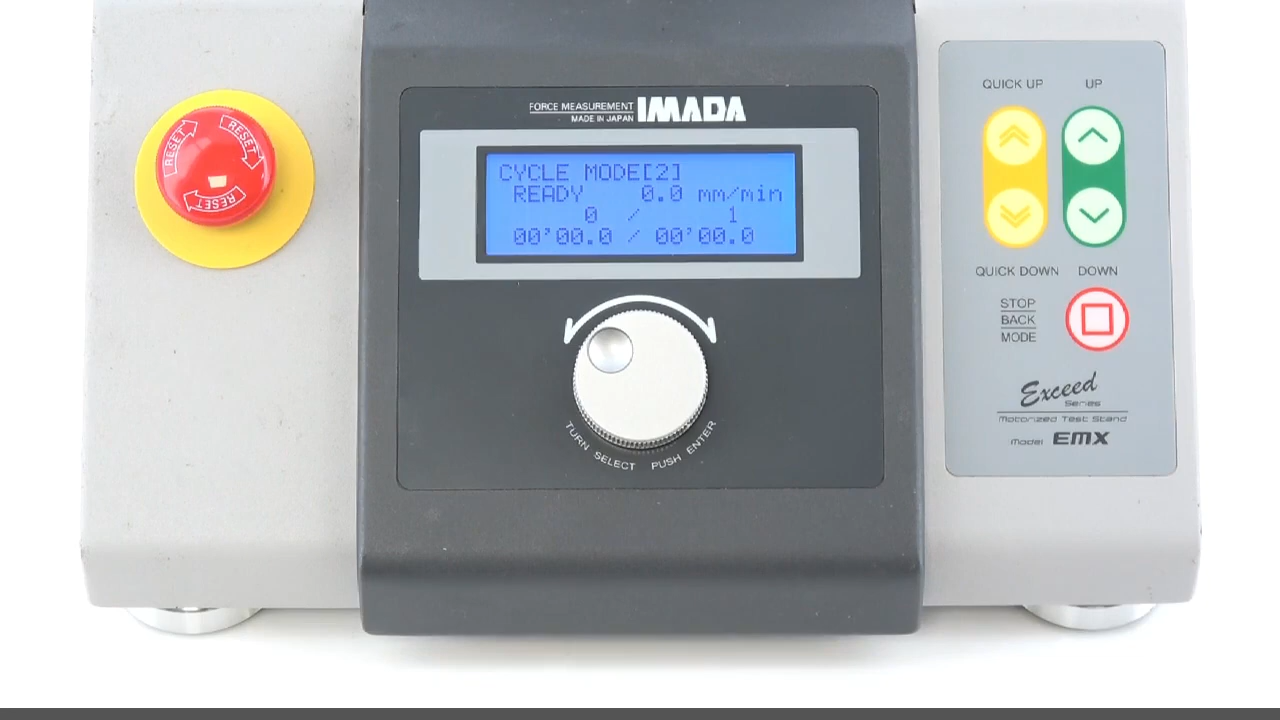 FORCE MEASUREMENT
MADE IN JAPAN
IMADA
CYCLE MODE[2]
READY 0.0 mm/min
0 / 1
00'00.0 / 00'00.0
TURN SELECT PUSH ENTER
RESET
RESET
RESET
QUICK UP UP
QUICK DOWN DOWN
STOP
BACK
MODE
Exceed
Series
Motorized Test Stand
Model EMX